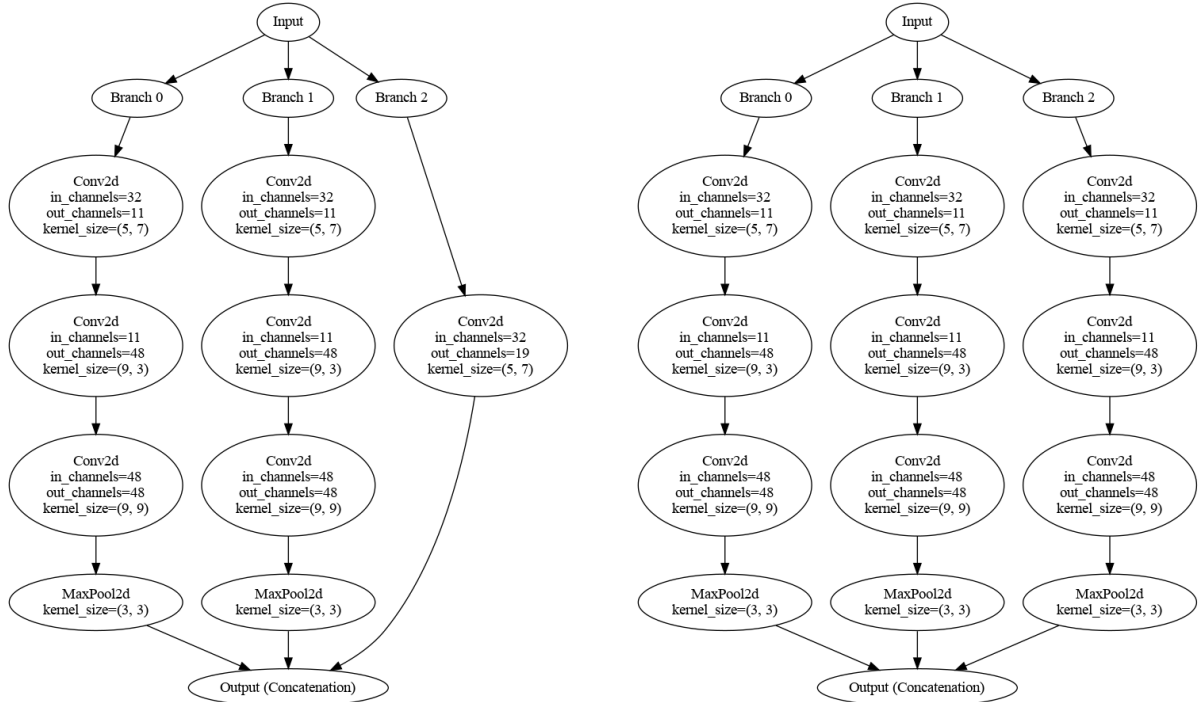 Input
Branch 0
Branch 1
Branch 2
Conv2d
in_channels=32
out_channels=11
kernel_size=(5, 7)
Conv2d
in_channels=32
out_channels=11
kernel_size=(5, 7)
Conv2d
in_channels=11
out_channels=48
kernel_size=(9, 3)
Conv2d
in_channels=11
out_channels=48
kernel_size=(9, 3)
Conv2d
in_channels=32
out_channels=19
kernel_size=(5, 7)
Conv2d
in_channels=48
out_channels=48
kernel_size=(9, 9)
Conv2d
in_channels=48
out_channels=48
kernel_size=(9, 9)
MaxPool2d
kernel_size=(3, 3)
MaxPool2d
kernel_size=(3, 3)
Output (Concatenation)
Input
Branch 0
Branch 1
Branch 2
Conv2d
in_channels=32
out_channels=11
kernel_size=(5, 7)
Conv2d
in_channels=32
out_channels=11
kernel_size=(5, 7)
Conv2d
in_channels=32
out_channels=11
kernel_size=(5, 7)
Conv2d
in_channels=11
out_channels=48
kernel_size=(9, 3)
Conv2d
in_channels=11
out_channels=48
kernel_size=(9, 3)
Conv2d
in_channels=11
out_channels=48
kernel_size=(9, 3)
Conv2d
in_channels=48
out_channels=48
kernel_size=(9, 9)
Conv2d
in_channels=48
out_channels=48
kernel_size=(9, 9)
Conv2d
in_channels=48
out_channels=48
kernel_size=(9, 9)
MaxPool2d
kernel_size=(3, 3)
MaxPool2d
kernel_size=(3, 3)
MaxPool2d
kernel_size=(3, 3)
Output (Concatenation)